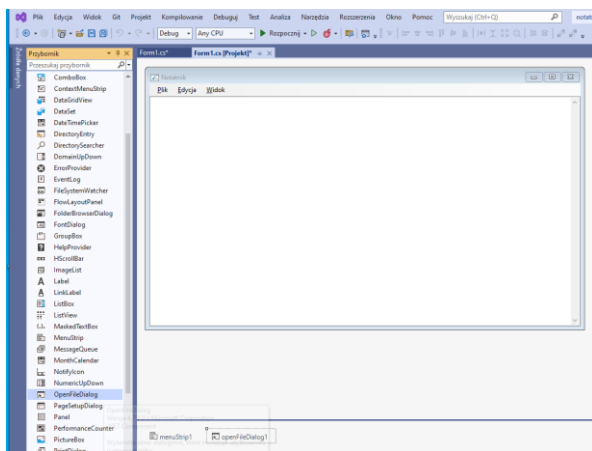 Plik Edycja Widok Git Projekt Kompilowanie Debuguj Test Analiza Narzędzia Rozszerzenia Okno Pomoc Wyszukaj (Ctrl+Q)
Debug Any CPU Rozpocznij
Źródła danych
Przybornik
Form1.cs* Form1.cs [Projekt]*
Przeszukaj przybornik
ComboBox
ContextMenuStrip
DataGridView
DataSet
DateTimePicker
DirectoryEntry
DirectorySearcher
DomainUpDown
ErrorProvider
EventLog
FileSystemWatcher
FlowLayoutPanel
FolderBrowserDialog
FontDialog
GroupBox
HelpProvider
HScrollBar
ImageList
Label
LinkLabel
ListBox
ListView
MaskedTextBox
MenuStrip
MessageQueue
MonthCalendar
NotifyIcon
NumericUpDown
OpenFileDialog
PageSetupDialog
Panel
PerformanceCounter
PictureBox
PrintDialog
Notatnik
Plik Edycja Widok
menuStrip1 openFileDialog1